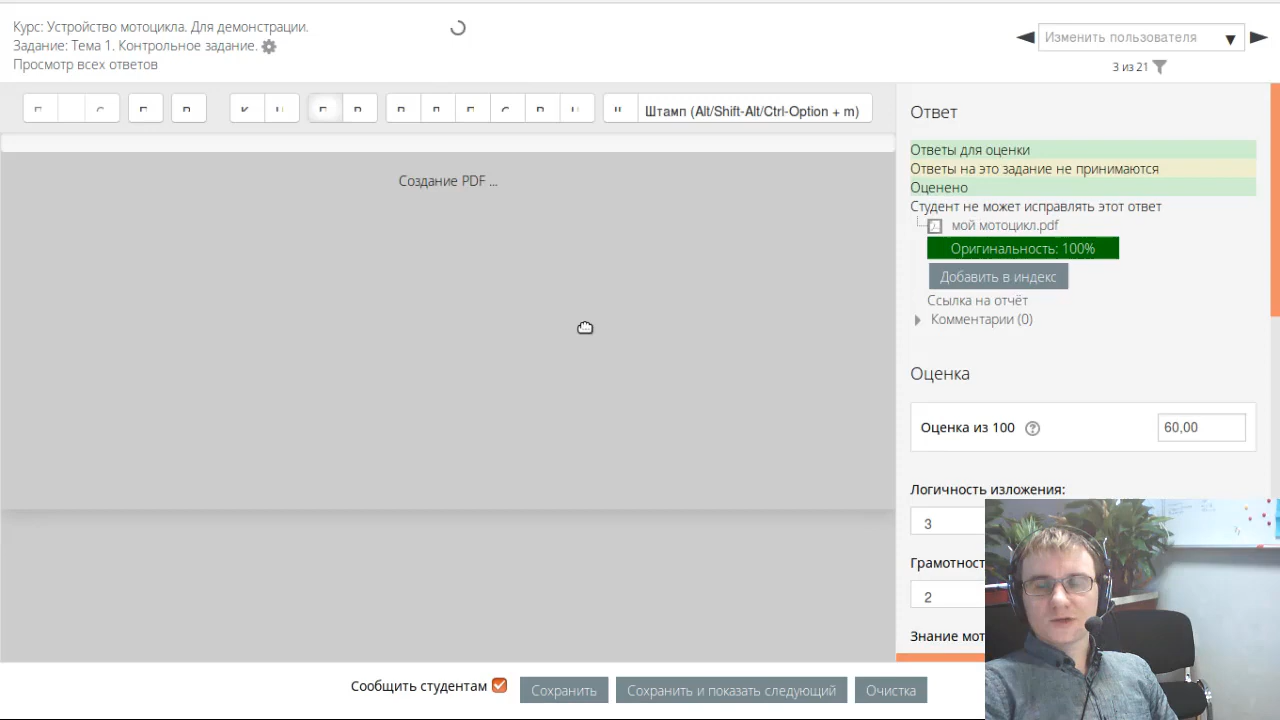 Курс: Устройство мотоцикла. Для демонстрации.
Задание: Тема 1. Контрольное задание.
Просмотр всех ответов
Изменить пользователя
3 из 21
Штамп (Alt/Shift-Alt/Ctrl-Option + m)
Создание PDF ...
Ответ
Ответы для оценки
Ответы на это задание не принимаются
Оценено
Студент не может исправлять этот ответ
мой мотоцикл.pdf
Оригинальность: 100%
Добавить в индекс
Ссылка на отчёт
Комментарии (0)
Оценка
Оценка из 100
60,00
Логичность изложения:
3
Грамотност
2
Знание мот
Сообщить студентам
Сохранить
Сохранить и показать следующий
Очистка